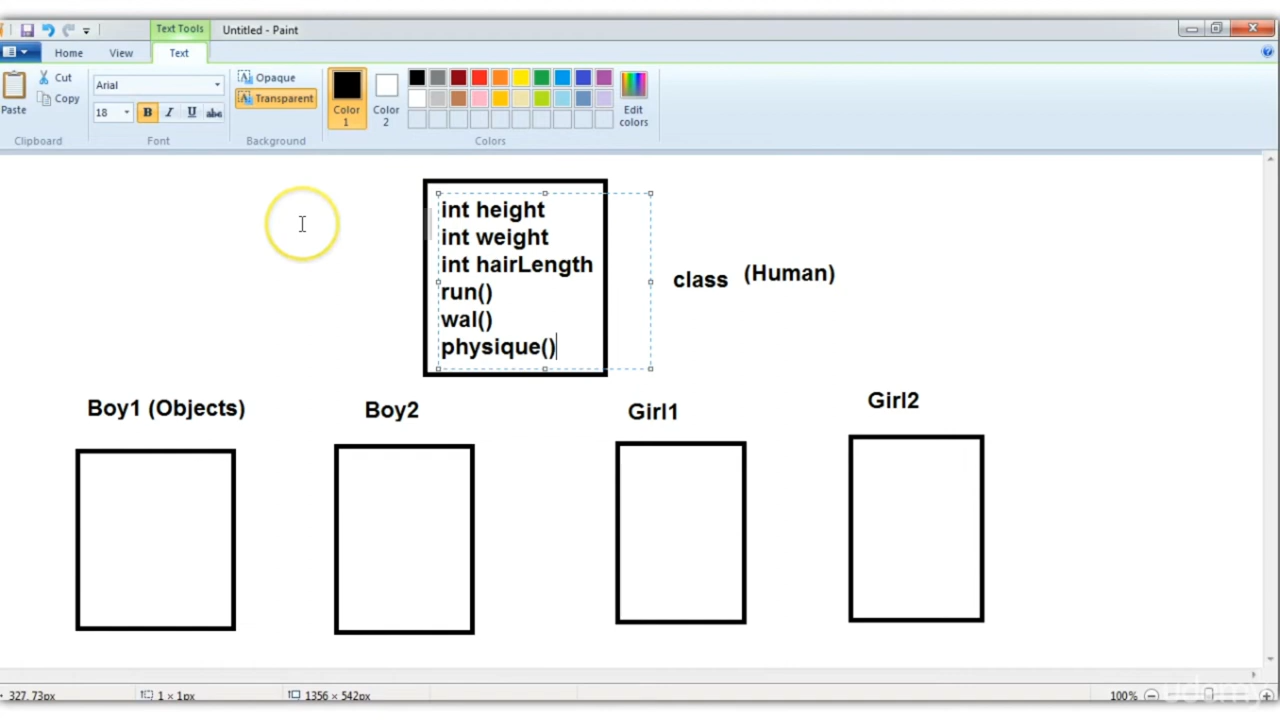 Text Tools
Untitled - Paint
Home
View
Text
Paste
Cut
Copy
Clipboard
Arial
18
B I U abc
Font
Opaque
Transparent
Background
Color 1
Color 2
Edit colors
Colors
int height
int weight
int hairLength
run()
wal()
physique()
class (Human)
Boy1 (Objects)
Boy2
Girl1
Girl2
327, 73px
1 × 1px
1356 × 542px
100%
udemy